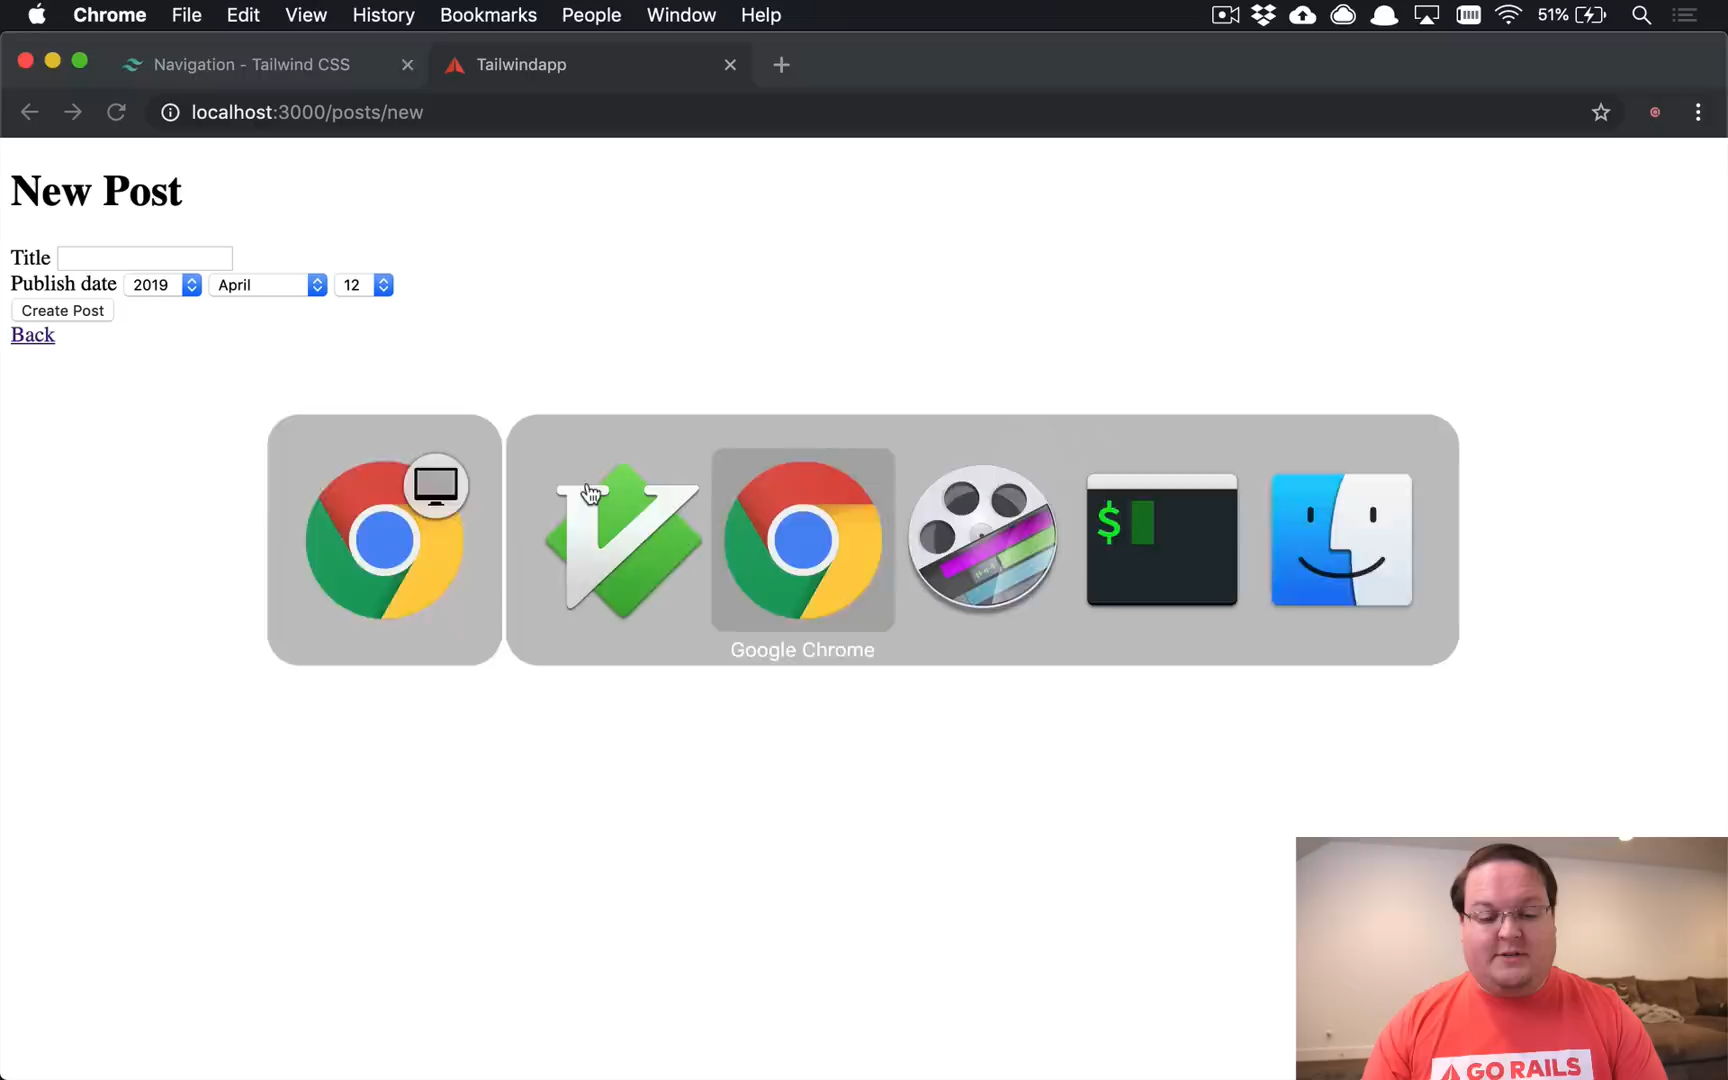 Chrome File Edit View History Bookmarks People Window Help 51%
Navigation - Tailwind CSS
Tailwindapp
localhost:3000/posts/new
New Post
Title
Publish date 2019 April 12
Create Post
Back
$
Google Chrome
GO RAILS